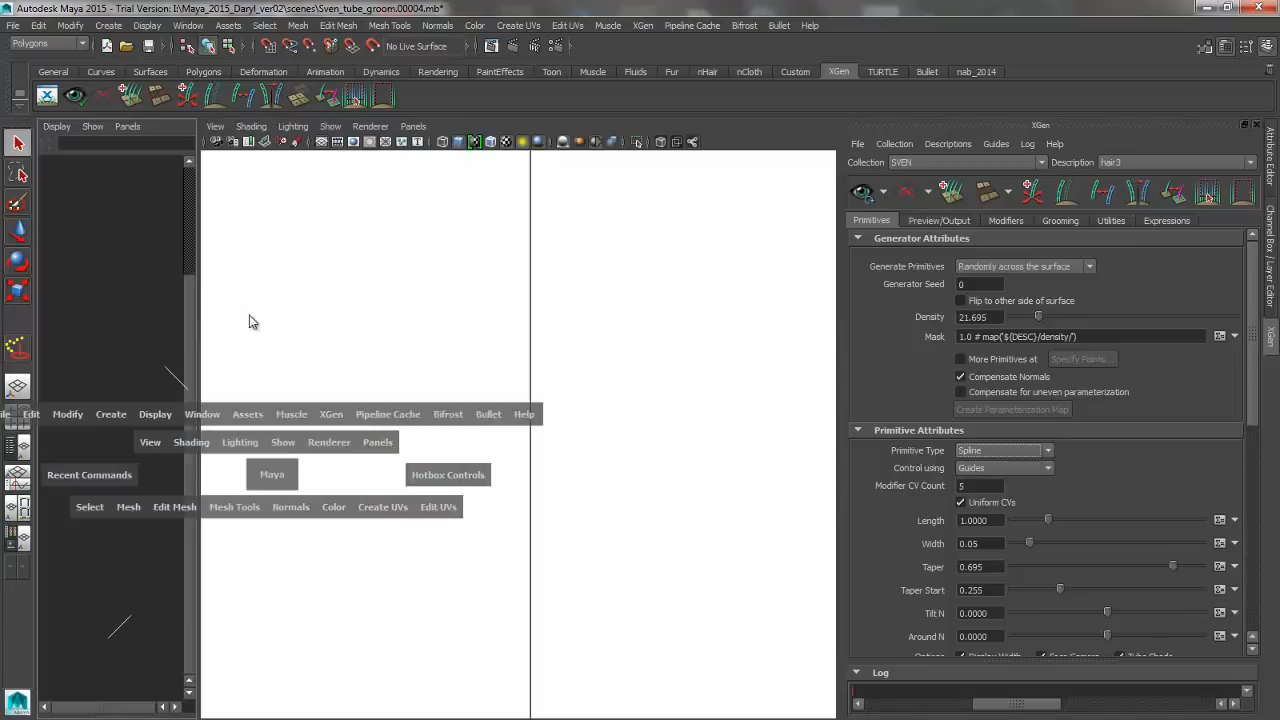 Autodesk Maya 2015 - Trial Version: I:\Maya_2015_Daryl_ver02\scenes\Sven_tube_groom.00004.mb*
File Edit Modify Create Display Window Assets Select Mesh Edit Mesh Mesh Tools Normals Color Create UVs Edit UVs Muscle XGen Pipeline Cache Bifrost Bullet Help
Polygons No Live Surface
General Curves Surfaces Polygons Deformation Animation Dynamics Rendering PaintEffects Toon Muscle Fluids Fur nHair nCloth Custom XGen TURTLE Bullet nab_2014
Display Show Panels View Shading Lighting Show Renderer Panels
XGen
File Collection Descriptions Guides Log Help
Collection SVEN Description hair3
Primitives Preview/Output Modifiers Grooming Utilities Expressions
Generator Attributes
Generate Primitives Randomly across the surface
Generator Seed 0
Flip to other side of surface
Density 21.695
Mask 1.0 # map('${DESC}/density/')
More Primitives at Specify Points...
Compensate Normals
Compensate for uneven parameterization
Create Parameterization Map
Primitive Attributes
Primitive Type Spline
Control using Guides
Modifier CV Count 5
Uniform CVs
Length 1.0000
Width 0.05
Taper 0.695
Taper Start 0.255
Tilt N 0.0000
Around N 0.0000
Log
Edit Modify Create Display Window Assets Muscle XGen Pipeline Cache Bifrost Bullet Help
View Shading Lighting Show Renderer Panels
Recent Commands Maya Hotbox Controls
Select Mesh Edit Mesh Mesh Tools Normals Color Create UVs Edit UVs
Attribute Editor
Channel Box / Layer Editor
XGen